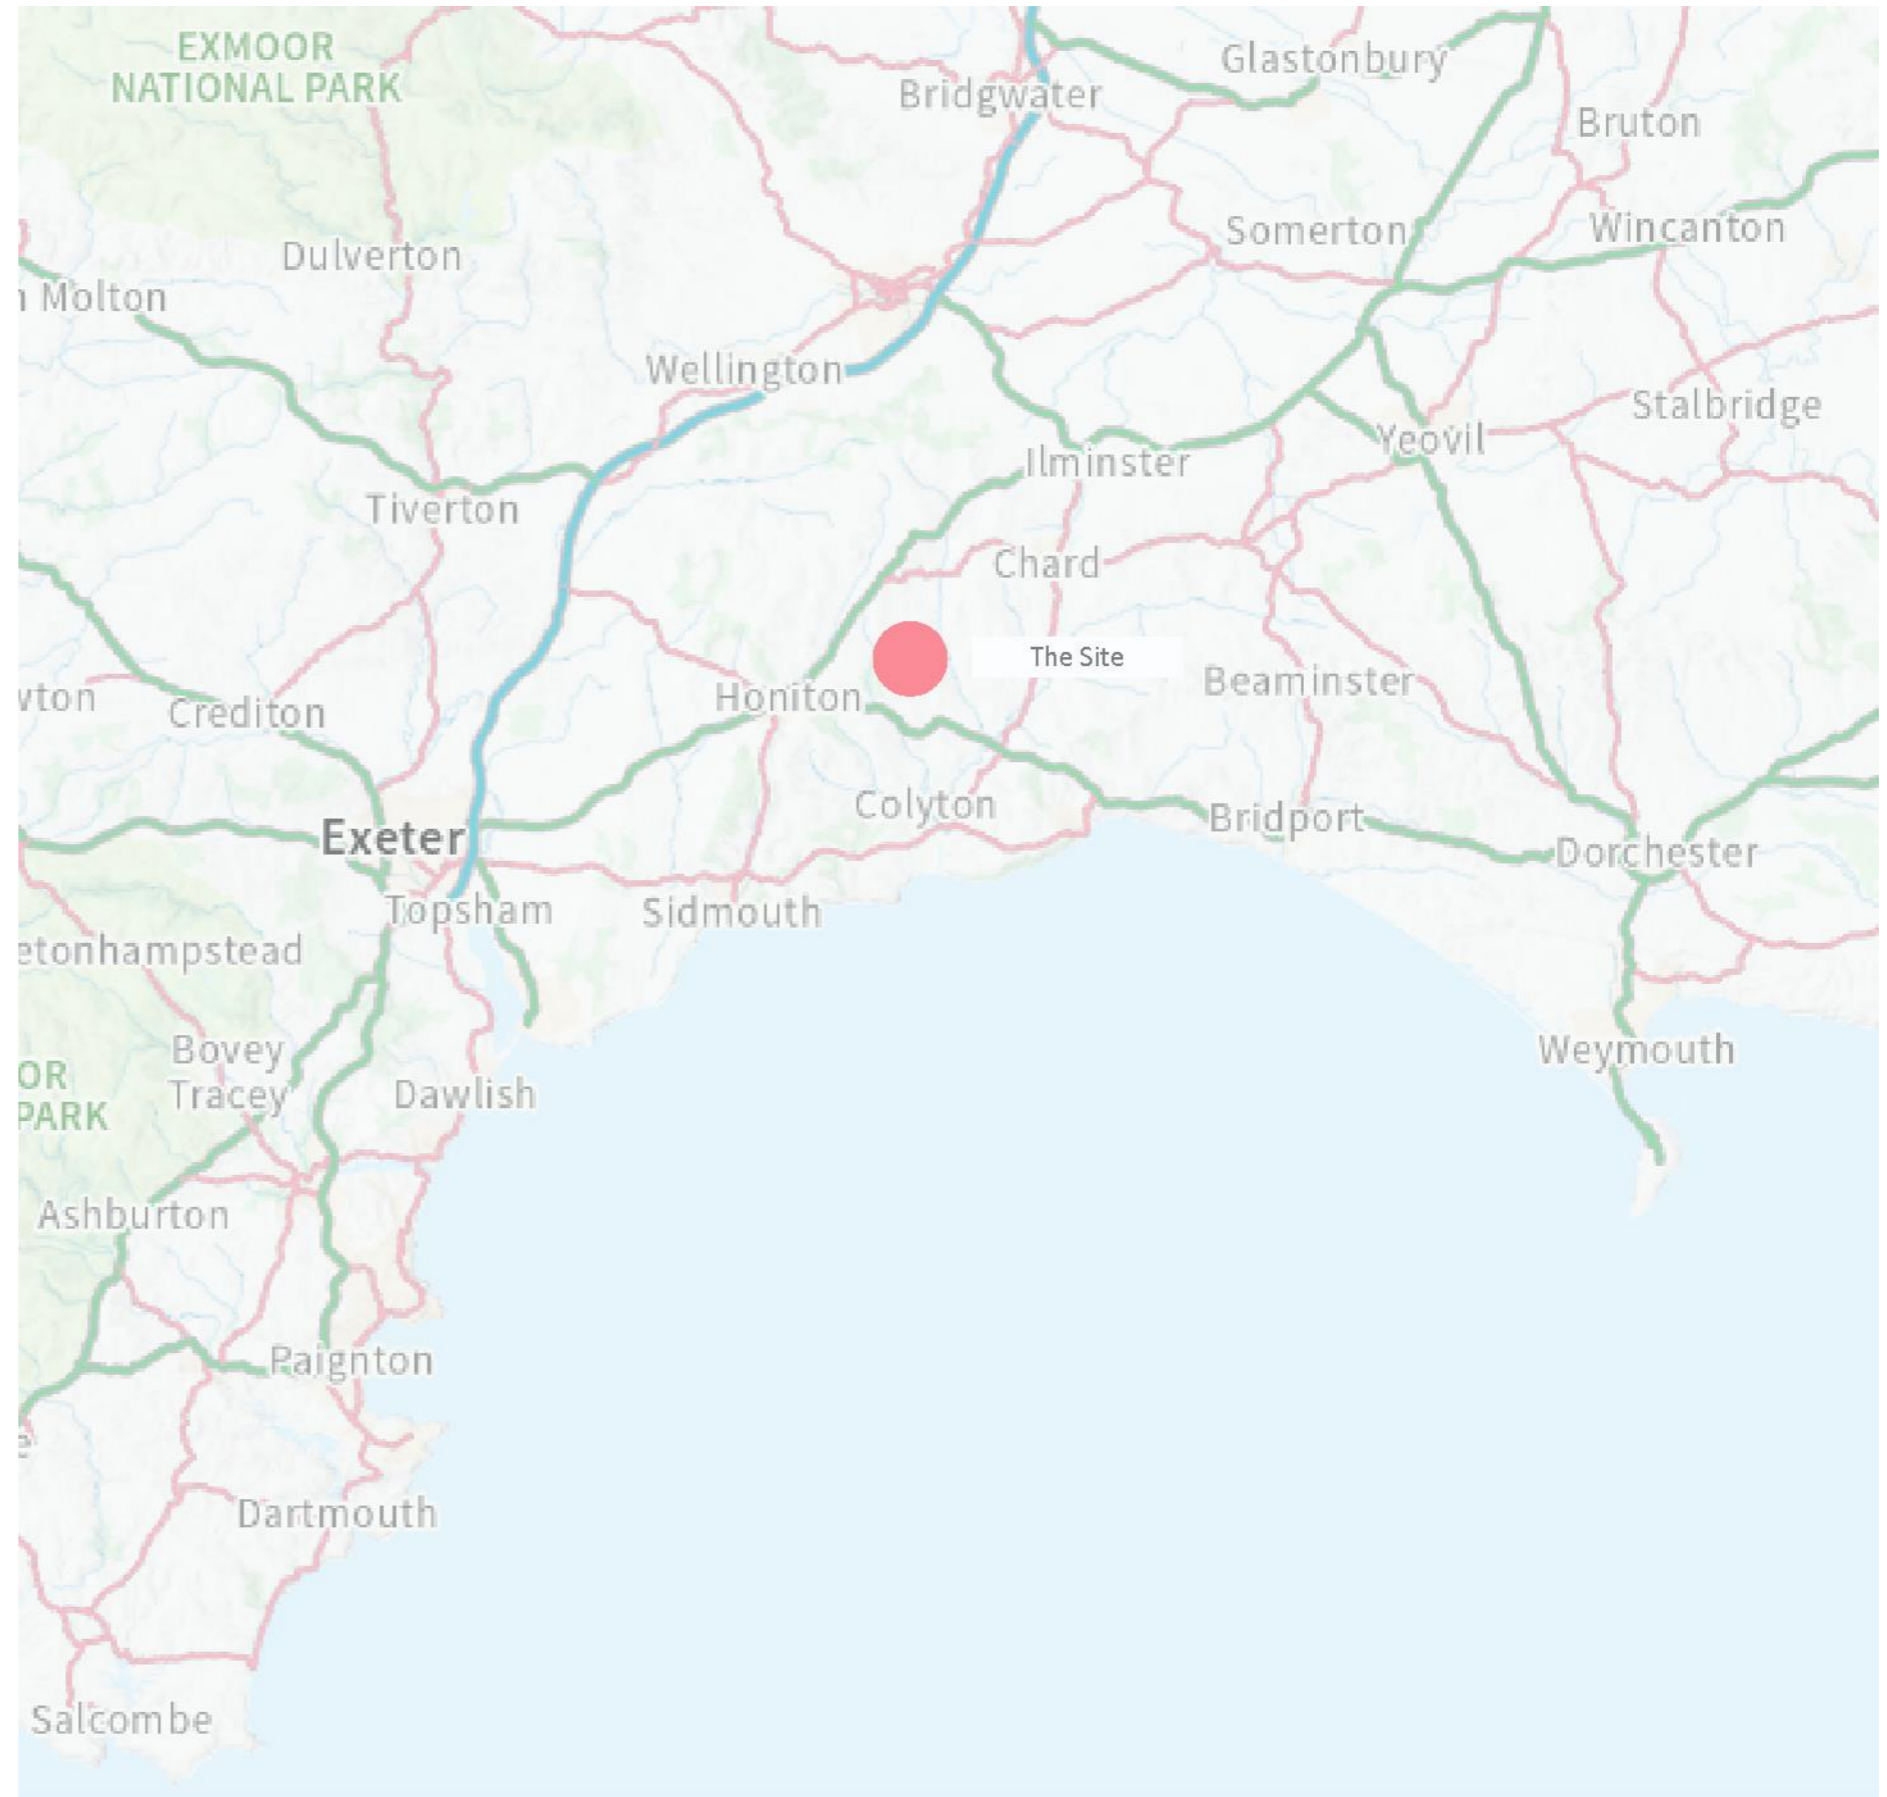 EXMOOR
NATIONAL PARK
Glastonbury
Bridgwater
Bruton
Somerton
Wincanton
Dulverton
Molton
Wellington
Stalbridge
Yeovil
Ilminster
Tiverton
Chard
The Site
Beaminster
Honiton
Crediton
Colyton
Bridport
Exeter
Dorchester
Topsham
Sidmouth
etonhampstead
Bovey
Tracey
Weymouth
OR
PARK
Dawlish
Ashburton
Paignton
Dartmouth
Salcombe